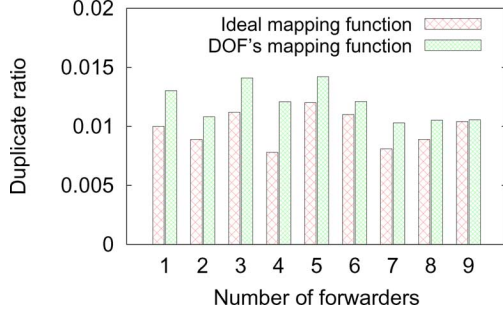 0.02
0.015
0.01
0.005
0
Duplicate ratio
Ideal mapping function
DOF's mapping function
1 2 3 4 5 6 7 8 9
Number of forwarders